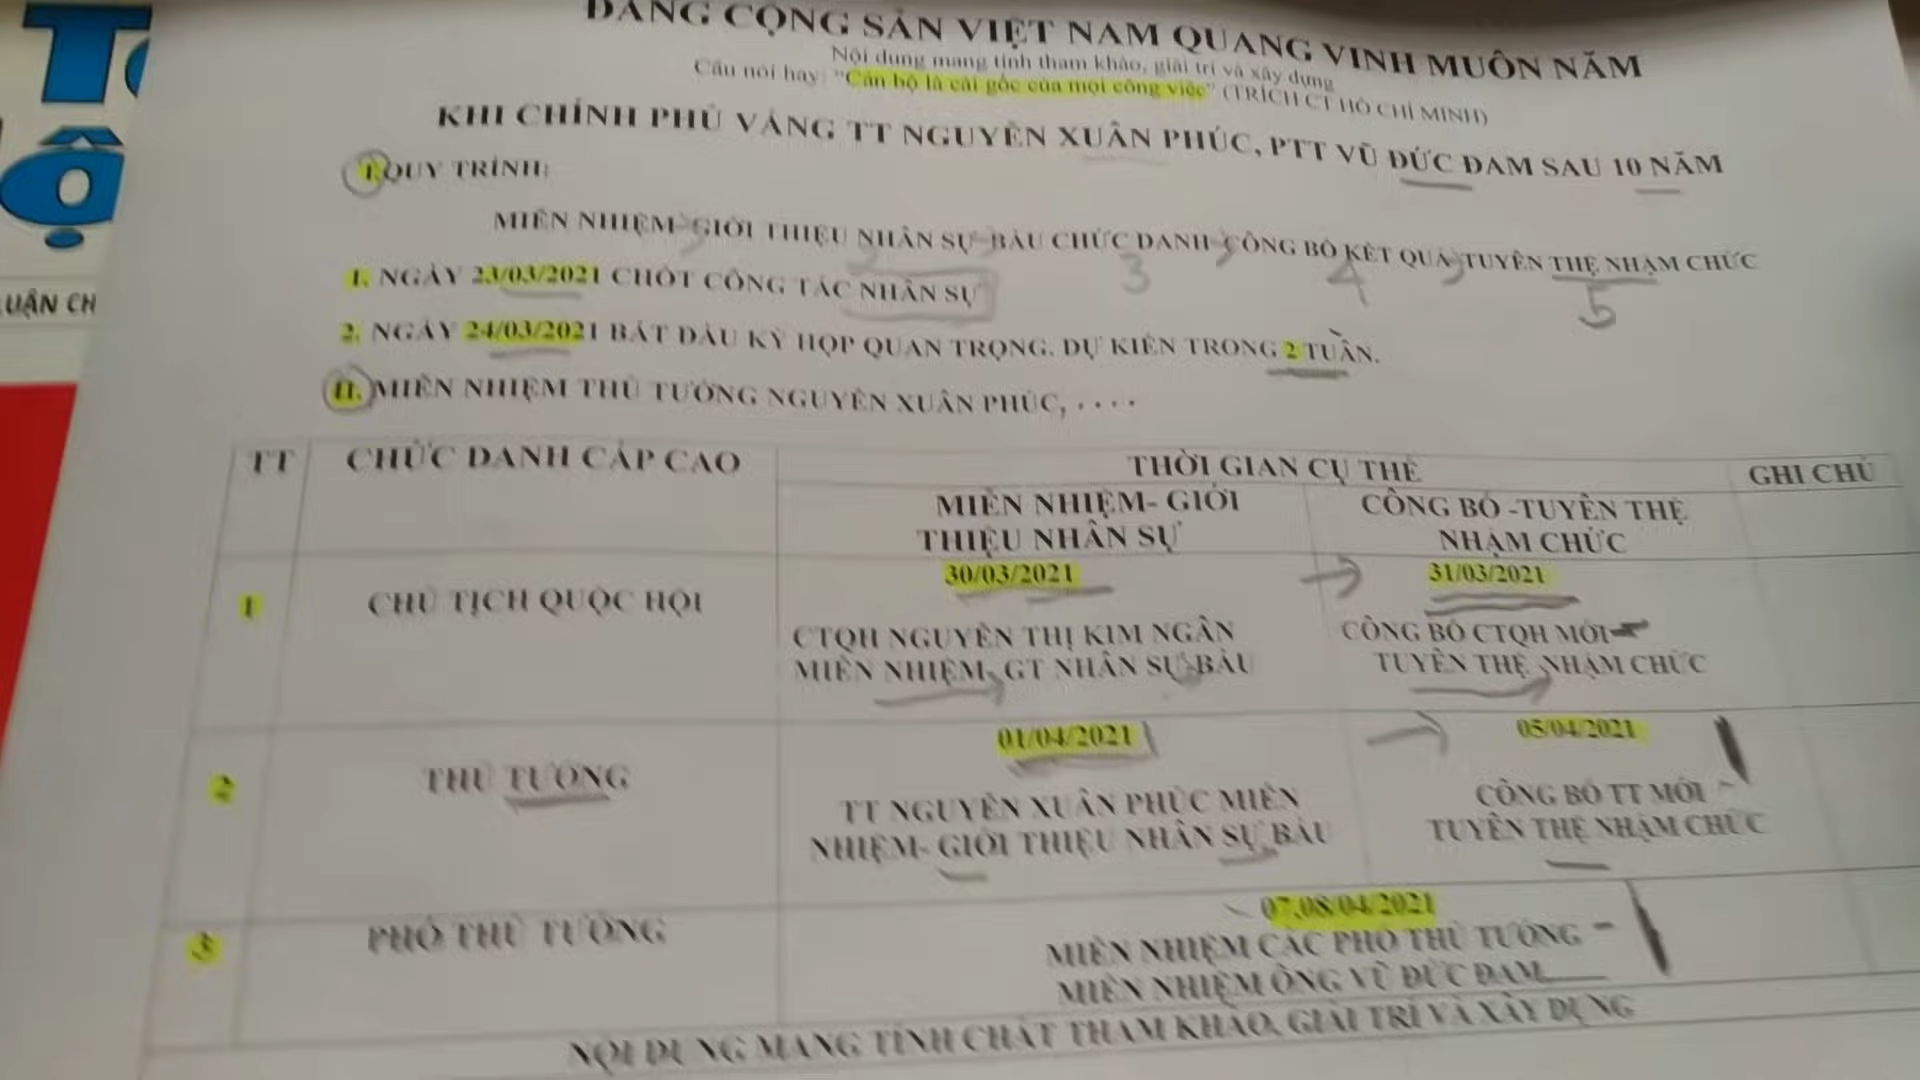 T
Ậ
LUẬN CH
ĐẢNG CỘNG SẢN VIỆT NAM QUANG VINH MUÔN NĂM
Nội dung mang tính tham khảo, giải trí và xây dựng
Câu nói hay: "Cán bộ là cái gốc của mọi công việc" (TRÍCH CT HỒ CHÍ MINH)
KHI CHÍNH PHỦ VẮNG TT NGUYỄN XUÂN PHÚC, PTT VŨ ĐỨC ĐAM SAU 10 NĂM
I. QUY TRÌNH:
MIỄN NHIỆM- GIỚI THIỆU NHÂN SỰ- BẦU CHỨC DANH- CÔNG BỐ KẾT QUẢ- TUYÊN THỆ NHẬM CHỨC
3 4 5
1. NGÀY 23/03/2021 CHỐT CÔNG TÁC NHÂN SỰ
2. NGÀY 24/03/2021 BẮT ĐẦU KỲ HỌP QUAN TRỌNG. DỰ KIẾN TRONG 2 TUẦN.
II. MIỄN NHIỆM THỦ TƯỚNG NGUYỄN XUÂN PHÚC, ....
TT CHỨC DANH CẤP CAO THỜI GIAN CỤ THỂ GHI CHÚ
MIỄN NHIỆM- GIỚI THIỆU NHÂN SỰ
CÔNG BỐ -TUYÊN THỆ NHẬM CHỨC
1 CHỦ TỊCH QUỐC HỘI
30/03/2021
CTQH NGUYỄN THỊ KIM NGÂN
MIỄN NHIỆM- GT NHÂN SỰ-BẦU
31/03/2021
CÔNG BỐ CTQH MỚI-
TUYÊN THỆ NHẬM CHỨC
2 THỦ TƯỚNG
01/04/2021
TT NGUYỄN XUÂN PHÚC MIỄN
NHIỆM- GIỚI THIỆU NHÂN SỰ-BẦU
05/04/2021
CÔNG BỐ TT MỚI -
TUYÊN THỆ NHẬM CHỨC
3 PHÓ THỦ TƯỚNG
07,08/04/2021
MIỄN NHIỆM CÁC PHÓ THỦ TƯỚNG -
MIỄN NHIỆM ÔNG VŨ ĐỨC ĐAM
NỘI DUNG MANG TÍNH CHẤT THAM KHẢO, GIẢI TRÍ VÀ XÂY DỰNG